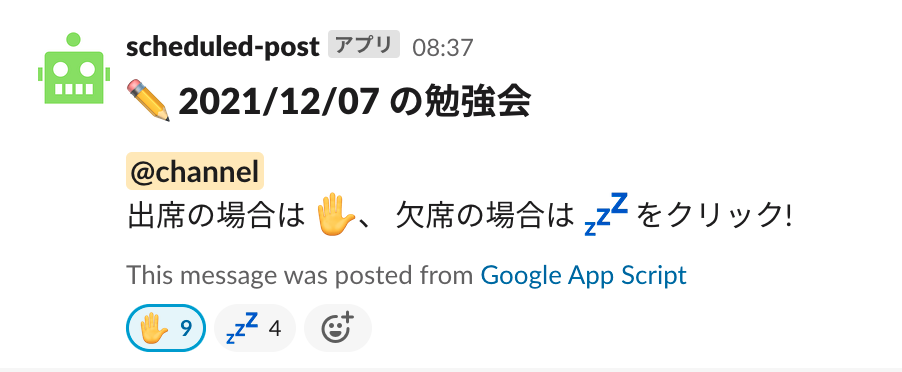 scheduled-post アプリ 08:37
✏️ 2021/12/07 の勉強会
@channel
出席の場合は ✋、 欠席の場合は 💤 をクリック!
This message was posted from Google App Script
✋ 9 💤 4